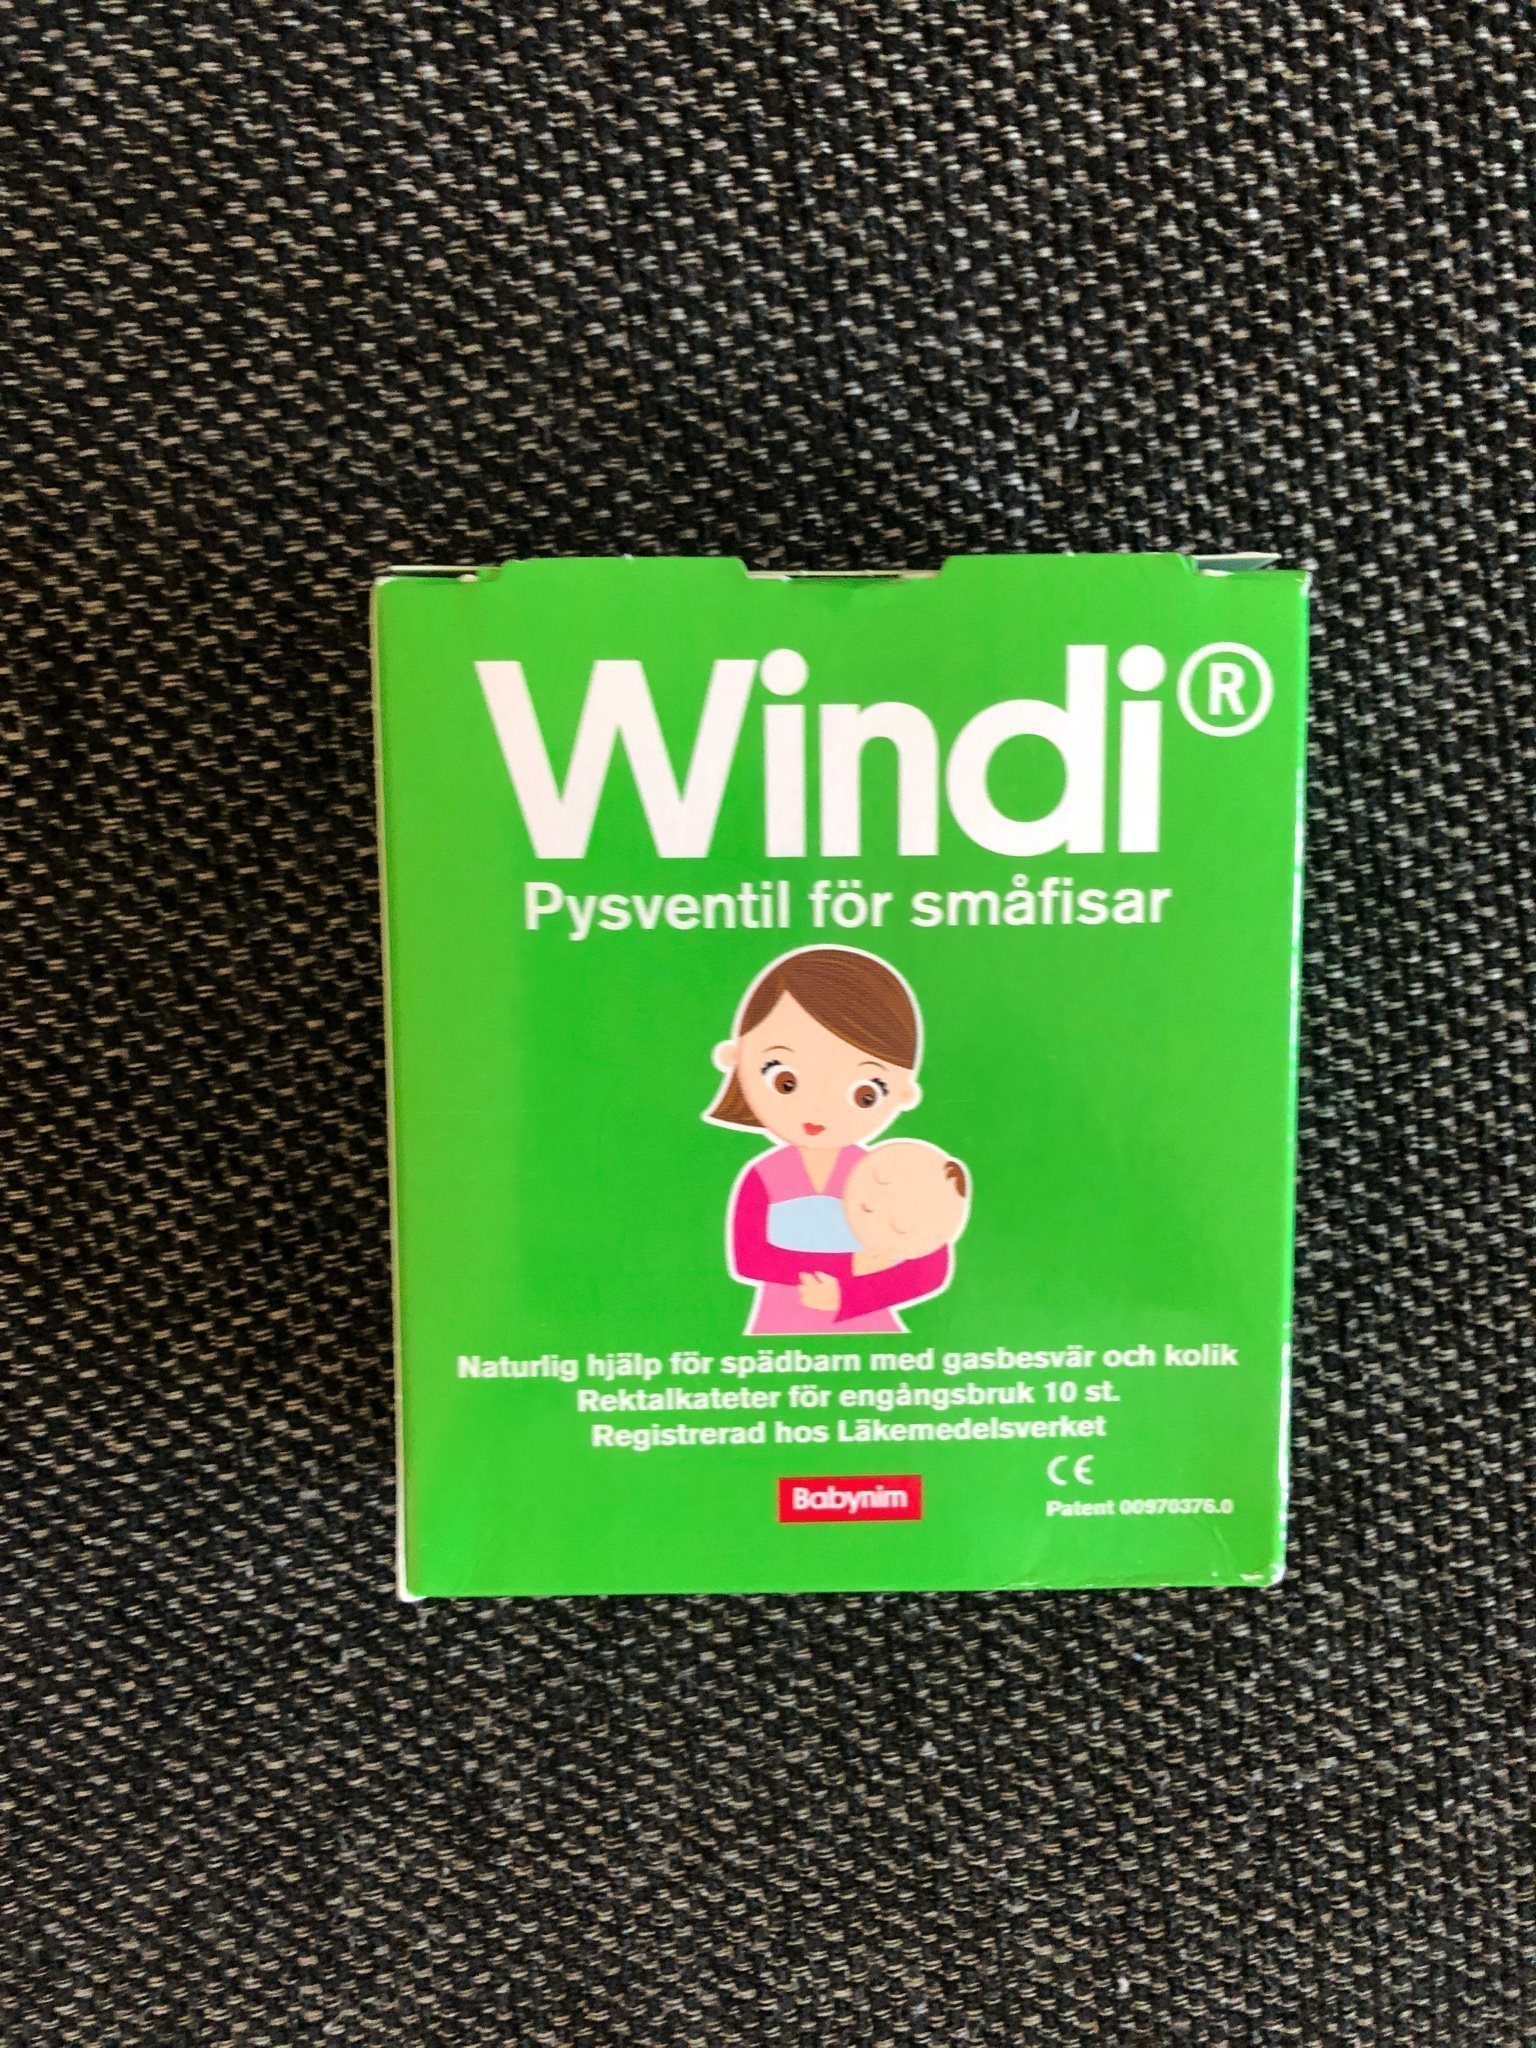 Windi®
Pysventil för småfisar
Naturlig hjälp för spädbarn med gasbesvär och kolik
Rektalkateter för engångsbruk 10 st.
Registrerad hos Läkemedelsverket
CE
Babynim
Patent 00970376.0